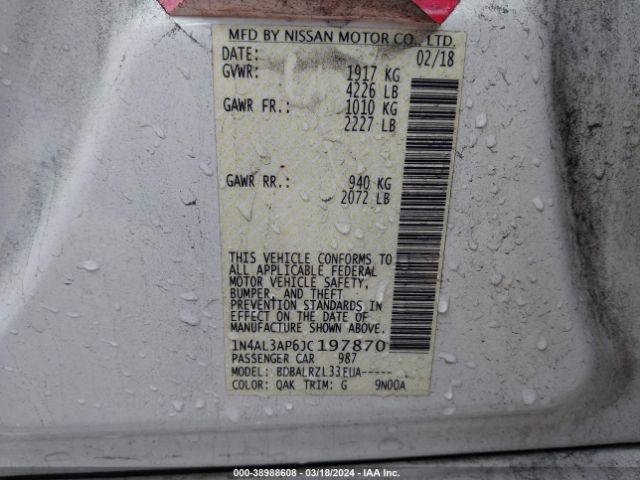 MFD BY NISSAN MOTOR CO., LTD.
DATE: 02/18
GVWR: 1917 KG
4226 LB
GAWR FR.: 1010 KG
2227 LB
GAWR RR.: 940 KG
2072 LB
THIS VEHICLE CONFORMS TO
ALL APPLICABLE FEDERAL
MOTOR VEHICLE SAFETY,
BUMPER, AND THEFT
PREVENTION STANDARDS IN
EFFECT ON THE DATE OF
MANUFACTURE SHOWN ABOVE.
1N4AL3AP6JC197870
PASSENGER CAR 987
MODEL: BDBALRZL33EUA-----
COLOR: QAK TRIM: G 9N00A
000-38988608 - 03/18/2024 - IAA Inc.